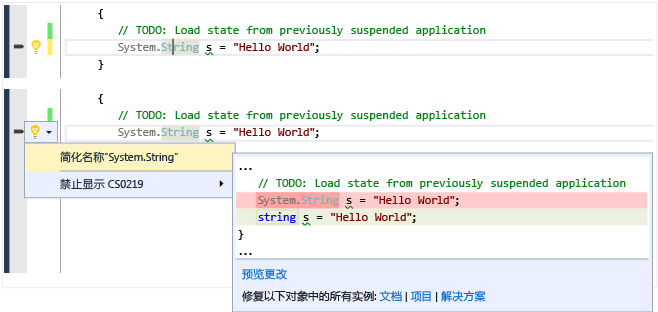 {
// TODO: Load state from previously suspended application
System.String s = "Hello World";
}
{
// TODO: Load state from previously suspended application
System.String s = "Hello World";
简化名称“System.String”
禁止显示 CS0219
...
// TODO: Load state from previously suspended application
System.String s = "Hello World";
string s = "Hello World";
}
...
预览更改
修复以下对象中的所有实例: 文档 | 项目 | 解决方案